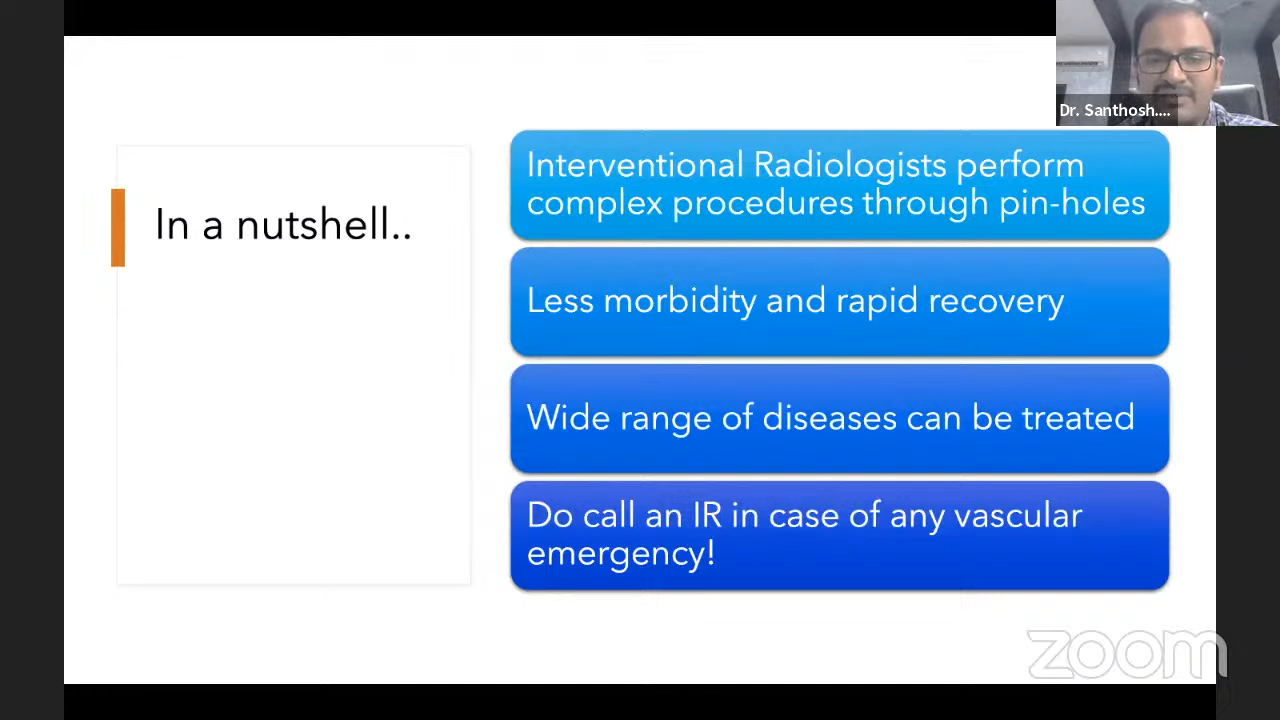 Dr. Santhosh....
In a nutshell..
Interventional Radiologists perform
complex procedures through pin-holes
Less morbidity and rapid recovery
Wide range of diseases can be treated
Do call an IR in case of any vascular
emergency!
zoom